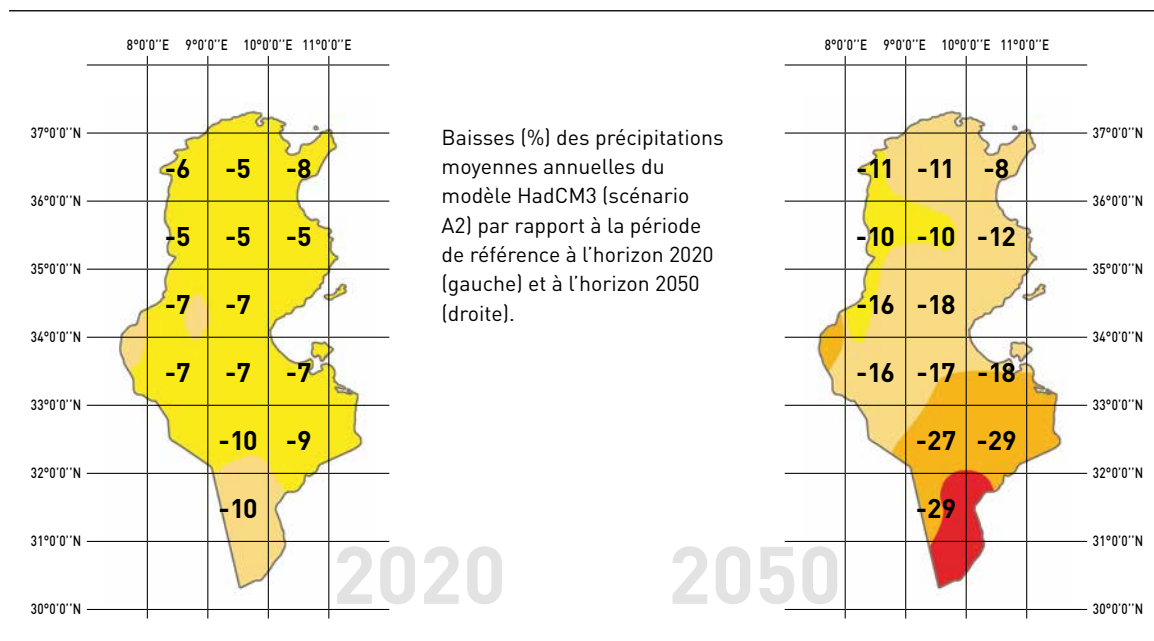 8°0'0''E 9°0'0''E 10°0'0''E 11°0'0''E
37°0'0''N
-6 -5 -8
36°0'0''N
-5 -5 -5
35°0'0''N
-7 -7
34°0'0''N
-7 -7 -7
33°0'0''N
-10 -9
32°0'0''N
-10
31°0'0''N
2020
30°0'0''N
Baisses (%) des précipitations
moyennes annuelles du
modèle HadCM3 (scénario
A2) par rapport à la période
de référence à l'horizon 2020
(gauche) et à l'horizon 2050
(droite).
8°0'0''E 9°0'0''E 10°0'0''E 11°0'0''E
37°0'0''N
-11 -11 -8
36°0'0''N
-10 -10 -12
35°0'0''N
-16 -18
34°0'0''N
-16 -17 -18
33°0'0''N
-27 -29
32°0'0''N
-29
31°0'0''N
2050
30°0'0''N